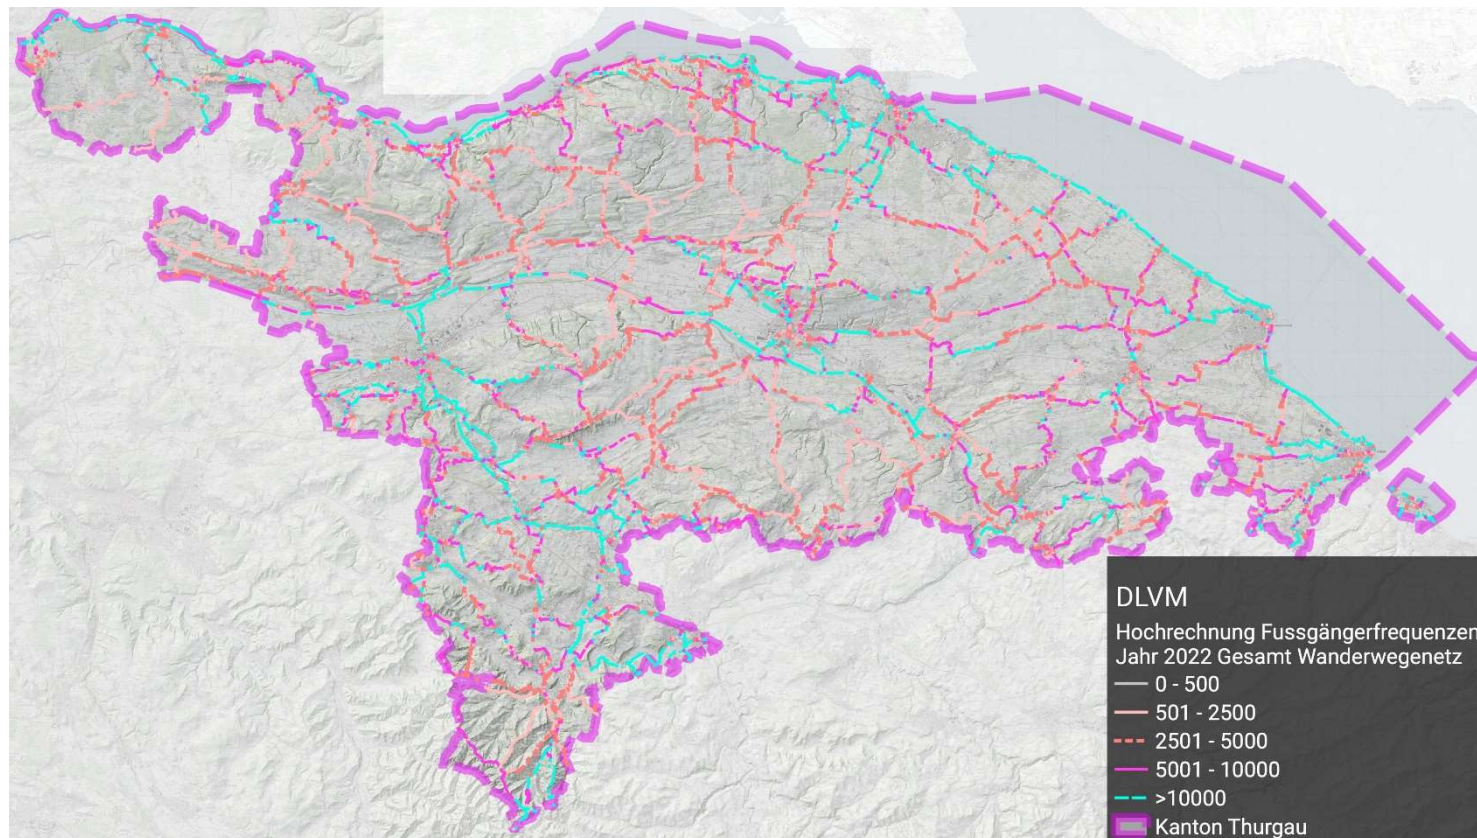 DLVM
Hochrechnung Fussgängerfrequenzen
Jahr 2022 Gesamt Wanderwegenetz
0 - 500
501 - 2500
2501 - 5000
5001 - 10000
>10000
Kanton Thurgau